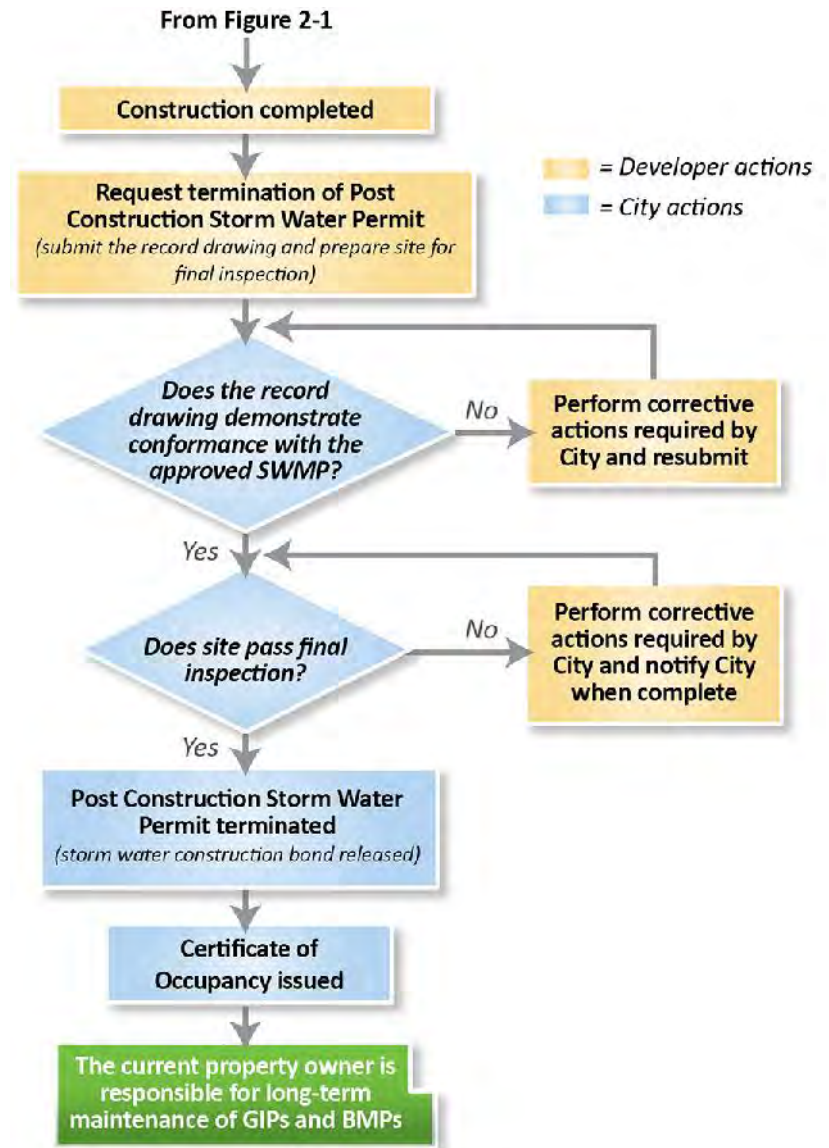 From Figure 2-1
Construction completed
= Developer actions
= City actions
Request termination of Post
Construction Storm Water Permit
(submit the record drawing and prepare site for
final inspection)
Does the record
drawing demonstrate
conformance with the
approved SWMP?
No
Perform corrective
actions required by
City and resubmit
Yes
Does site pass final
inspection?
No
Perform corrective
actions required by
City and notify City
when complete
Yes
Post Construction Storm Water
Permit terminated
(storm water construction bond released)
Certificate of
Occupancy issued
The current property owner is
responsible for long-term
maintenance of GIPs and BMPs